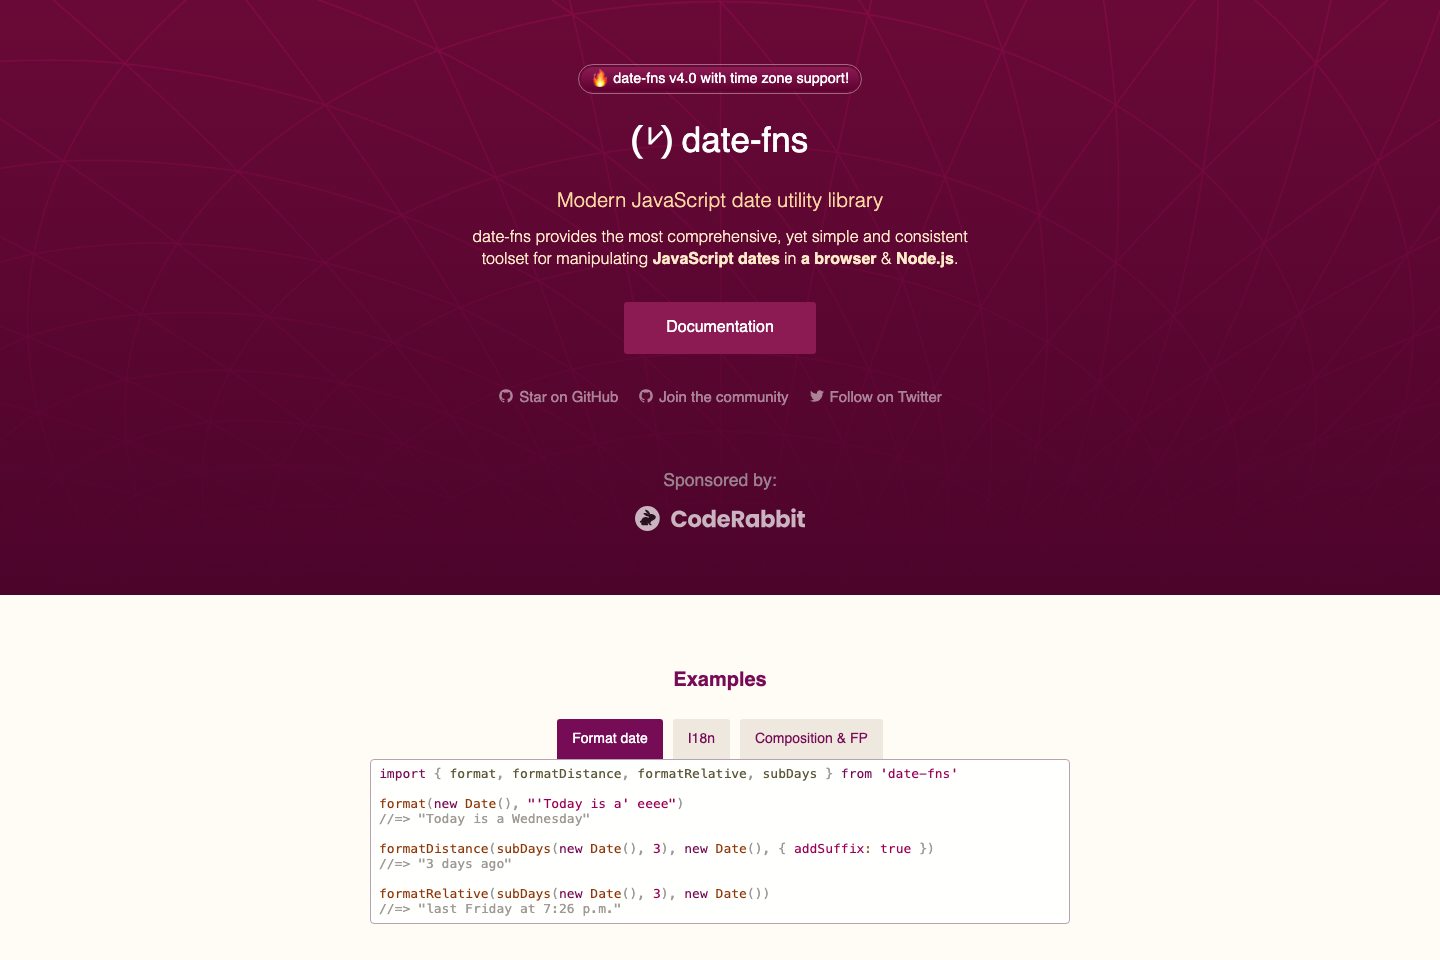 🔥 date-fns v4.0 with time zone support!
date-fns
Modern JavaScript date utility library
date-fns provides the most comprehensive, yet simple and consistent
toolset for manipulating JavaScript dates in a browser & Node.js.
Documentation
Star on GitHub Join the community Follow on Twitter
Sponsored by:
CodeRabbit
Examples
Format date I18n Composition & FP
import { format, formatDistance, formatRelative, subDays } from 'date-fns'
format(new Date(), "'Today is a' eeee")
//=> "Today is a Wednesday"
formatDistance(subDays(new Date(), 3), new Date(), { addSuffix: true })
//=> "3 days ago"
formatRelative(subDays(new Date(), 3), new Date())
//=> "last Friday at 7:26 p.m."